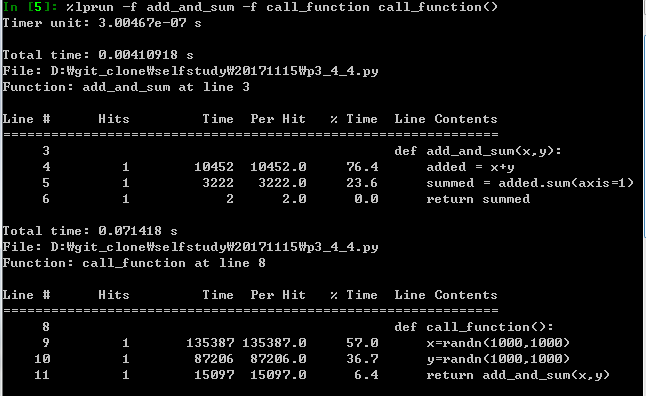 In [5]: %lprun -f add_and_sum -f call_function call_function()
Timer unit: 3.00467e-07 s
Total time: 0.00410918 s
File: D:₩git_clone₩selfstudy₩20171115₩p3_4_4.py
Function: add_and_sum at line 3
Line # Hits Time Per Hit % Time Line Contents
==============================================================
3 def add_and_sum(x,y):
4 1 10452 10452.0 76.4 added = x+y
5 1 3222 3222.0 23.6 summed = added.sum(axis=1)
6 1 2 2.0 0.0 return summed
Total time: 0.071418 s
File: D:₩git_clone₩selfstudy₩20171115₩p3_4_4.py
Function: call_function at line 8
Line # Hits Time Per Hit % Time Line Contents
==============================================================
8 def call_function():
9 1 135387 135387.0 57.0 x=randn(1000,1000)
10 1 87206 87206.0 36.7 y=randn(1000,1000)
11 1 15097 15097.0 6.4 return add_and_sum(x,y)